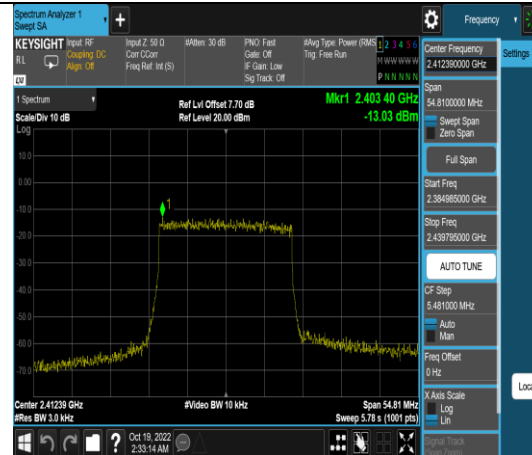 Spectrum Analyzer 1
Swept SA
Frequency
KEYSIGHT
RL
LXI
Input: RF
Coupling: DC
Align: Off
Input Z: 50 Ω
Corr CCorr
Freq Ref: Int (S)
#Atten: 30 dB
PNO: Fast
Gate: Off
IF Gain: Low
Sig Track: Off
#Avg Type: Power (RMS
Trig: Free Run
1 2 3 4 5 6
M W W W W W
P N N N N N
1 Spectrum
Scale/Div 10 dB
Ref Lvl Offset 7.70 dB
Ref Level 20.00 dBm
Mkr1 2.403 40 GHz
-13.03 dBm
Log
10.0
0.00
-10.0
-20.0
-30.0
-40.0
-50.0
-60.0
-70.0
1
Center 2.41239 GHz
#Res BW 3.0 kHz
#Video BW 10 kHz
Span 54.81 MHz
Sweep 5.78 s (1001 pts)
Oct 19, 2022
2:33:14 AM
Center Frequency
2.412390000 GHz
Settings
Span
54.8100000 MHz
Swept Span
Zero Span
Full Span
Start Freq
2.384985000 GHz
Stop Freq
2.439795000 GHz
AUTO TUNE
CF Step
5.481000 MHz
Auto
Man
Freq Offset
0 Hz
X Axis Scale
Log
Lin
Loca
Signal Track
(Span Zoom)